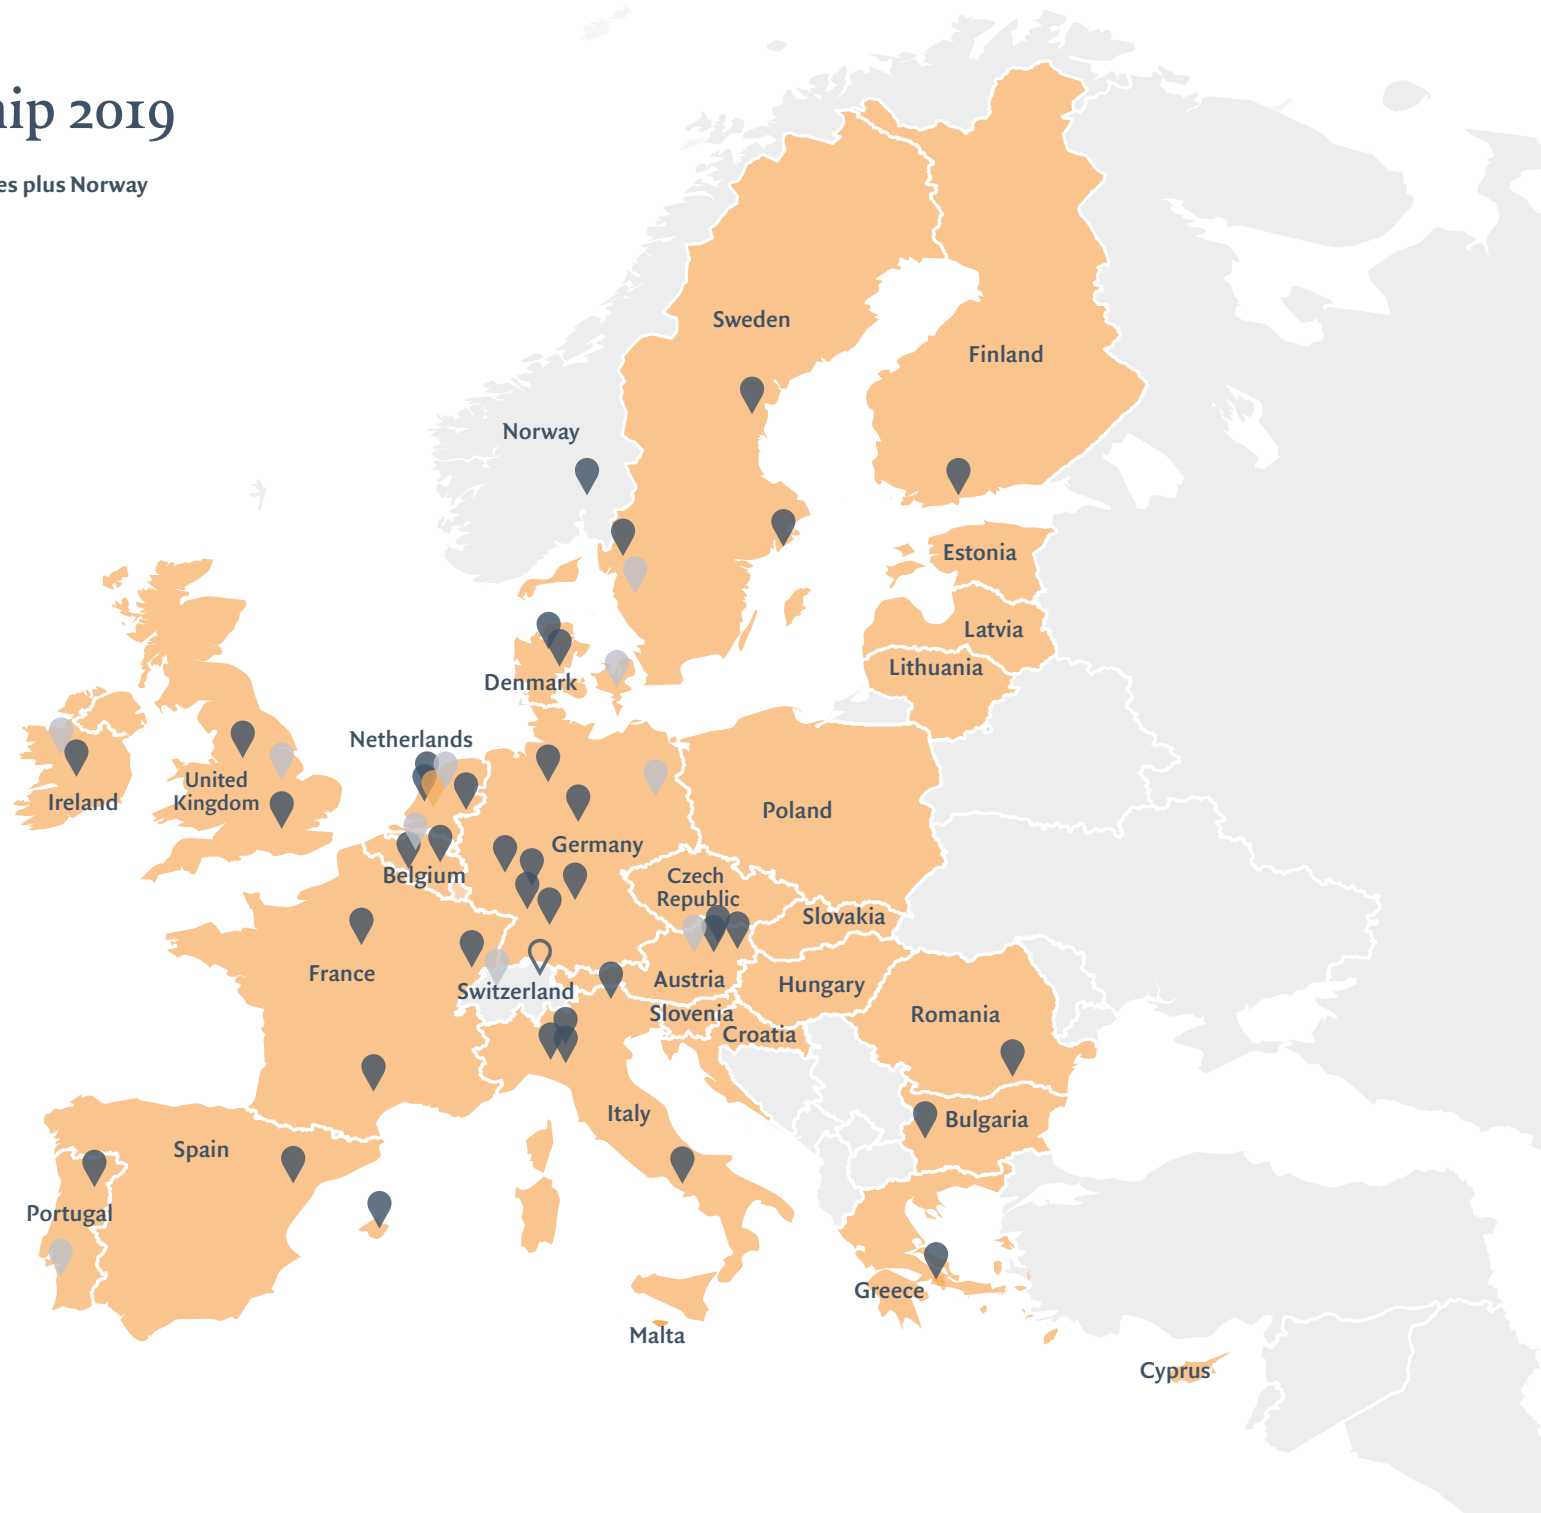 hip 2019
es plus Norway
Sweden
Finland
Norway
Estonia
Latvia
Lithuania
Denmark
Netherlands
United
Kingdom
Ireland
Poland
Germany
Belgium
Czech
Republic
Slovakia
France
Switzerland
Austria
Hungary
Slovenia
Croatia
Romania
Italy
Bulgaria
Spain
Portugal
Greece
Malta
Cyprus